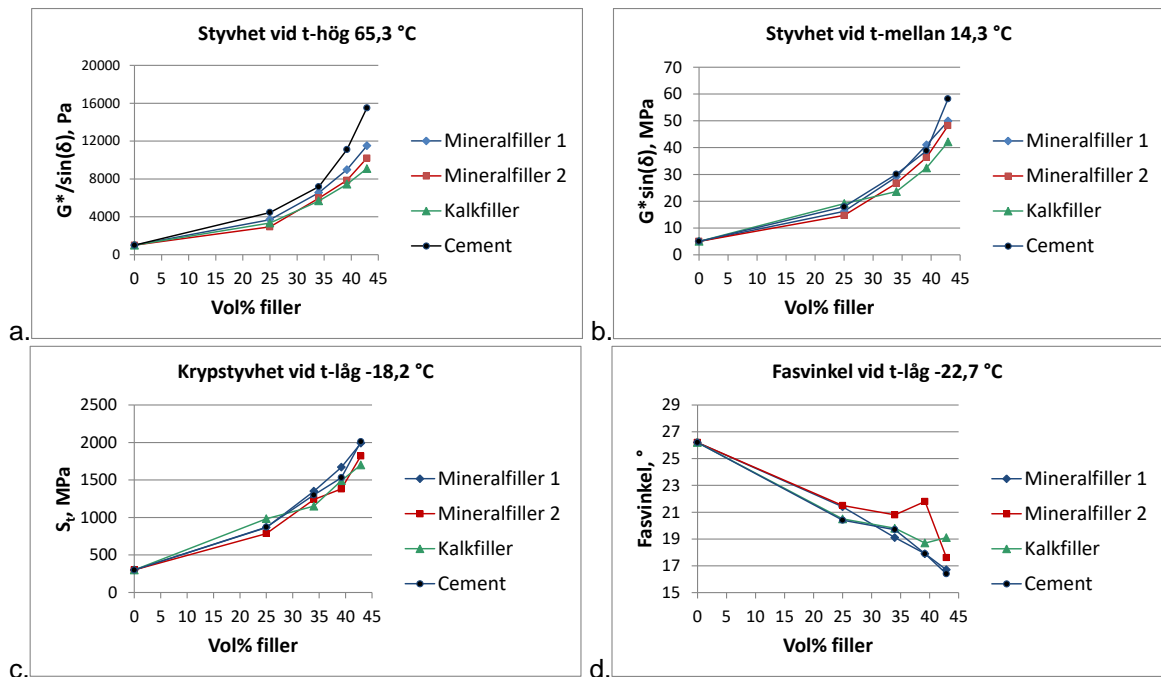 Styvhet vid t-hög 65,3 °C
G*/sin(δ), Pa
20000
16000
12000
8000
4000
0
0 5 10 15 20 25 30 35 40 45
Vol% filler
Mineralfiller 1
Mineralfiller 2
Kalkfiller
Cement
a.
Styvhet vid t-mellan 14,3 °C
G*sin(δ), MPa
70
60
50
40
30
20
10
0
0 5 10 15 20 25 30 35 40 45
Vol% filler
Mineralfiller 1
Mineralfiller 2
Kalkfiller
Cement
b.
Krypstyvhet vid t-låg -18,2 °C
St, MPa
2500
2000
1500
1000
500
0
0 5 10 15 20 25 30 35 40 45
Vol% filler
Mineralfiller 1
Mineralfiller 2
Kalkfiller
Cement
c.
Fasvinkel vid t-låg -22,7 °C
Fasvinkel, °
29
27
25
23
21
19
17
15
0 5 10 15 20 25 30 35 40 45
Vol% filler
Mineralfiller 1
Mineralfiller 2
Kalkfiller
Cement
d.